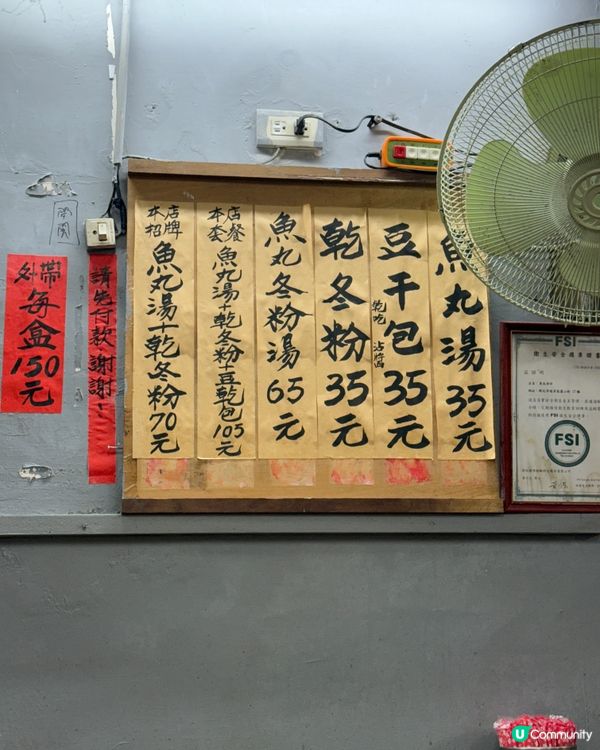 魚丸湯 35元
豆干包 35元
乾吃 沾醬
乾冬粉 35元
魚丸冬粉湯 65元
本店套餐
魚丸湯+乾冬粉+豆乾包 105元
本店招牌
魚丸湯+乾冬粉 70元
請先付款 謝謝!
外帶每盒150元
開關
FSI
FSI
U Community